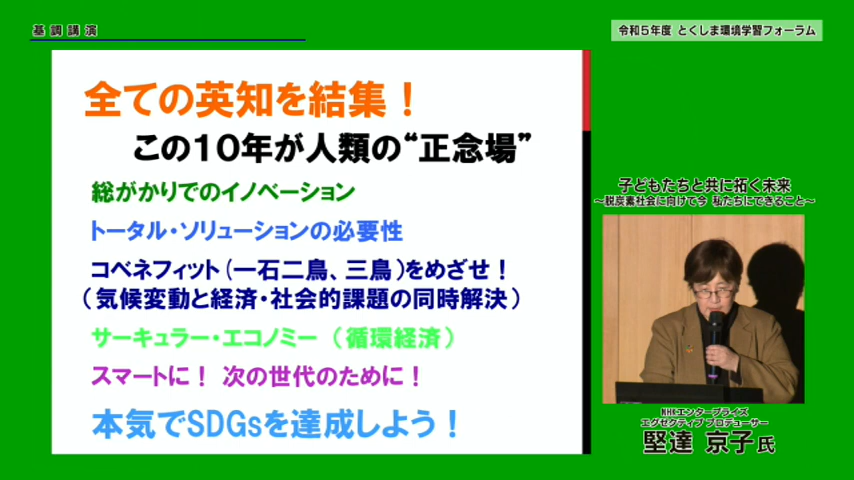 基調講演
令和5年度 とくしま環境学習フォーラム
全ての英知を結集！
この10年が人類の“正念場”
総がかりでのイノベーション
トータル・ソリューションの必要性
コベネフィット（一石二鳥、三鳥）をめざせ！
（気候変動と経済・社会的課題の同時解決）
サーキュラー・エコノミー （循環経済）
スマートに！ 次の世代のために！
本気でSDGsを達成しよう！
子どもたちと共に拓く未来
～脱炭素社会に向けて今 私たちにできること～
NHKエンタープライズ
エグゼクティブ プロデューサー
堅達 京子氏